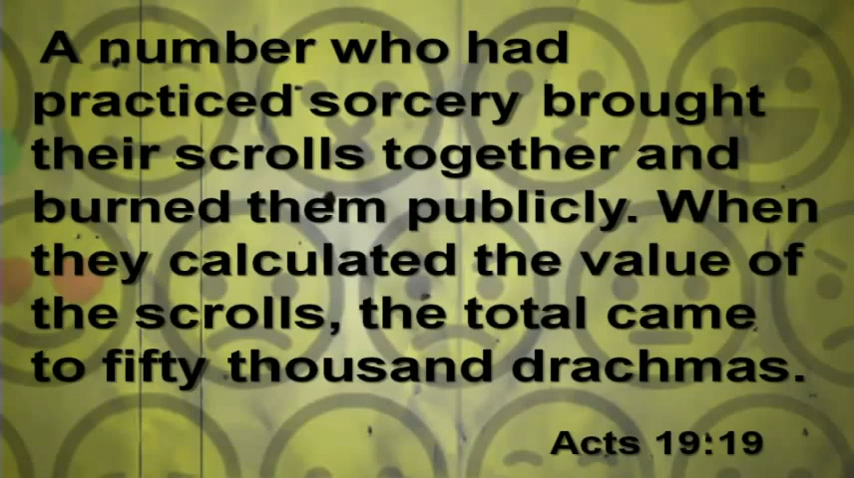 A number who had
practiced sorcery brought
their scrolls together and
burned them publicly. When
they calculated the value of
the scrolls, the total came
to fifty thousand drachmas.
Acts 19:19